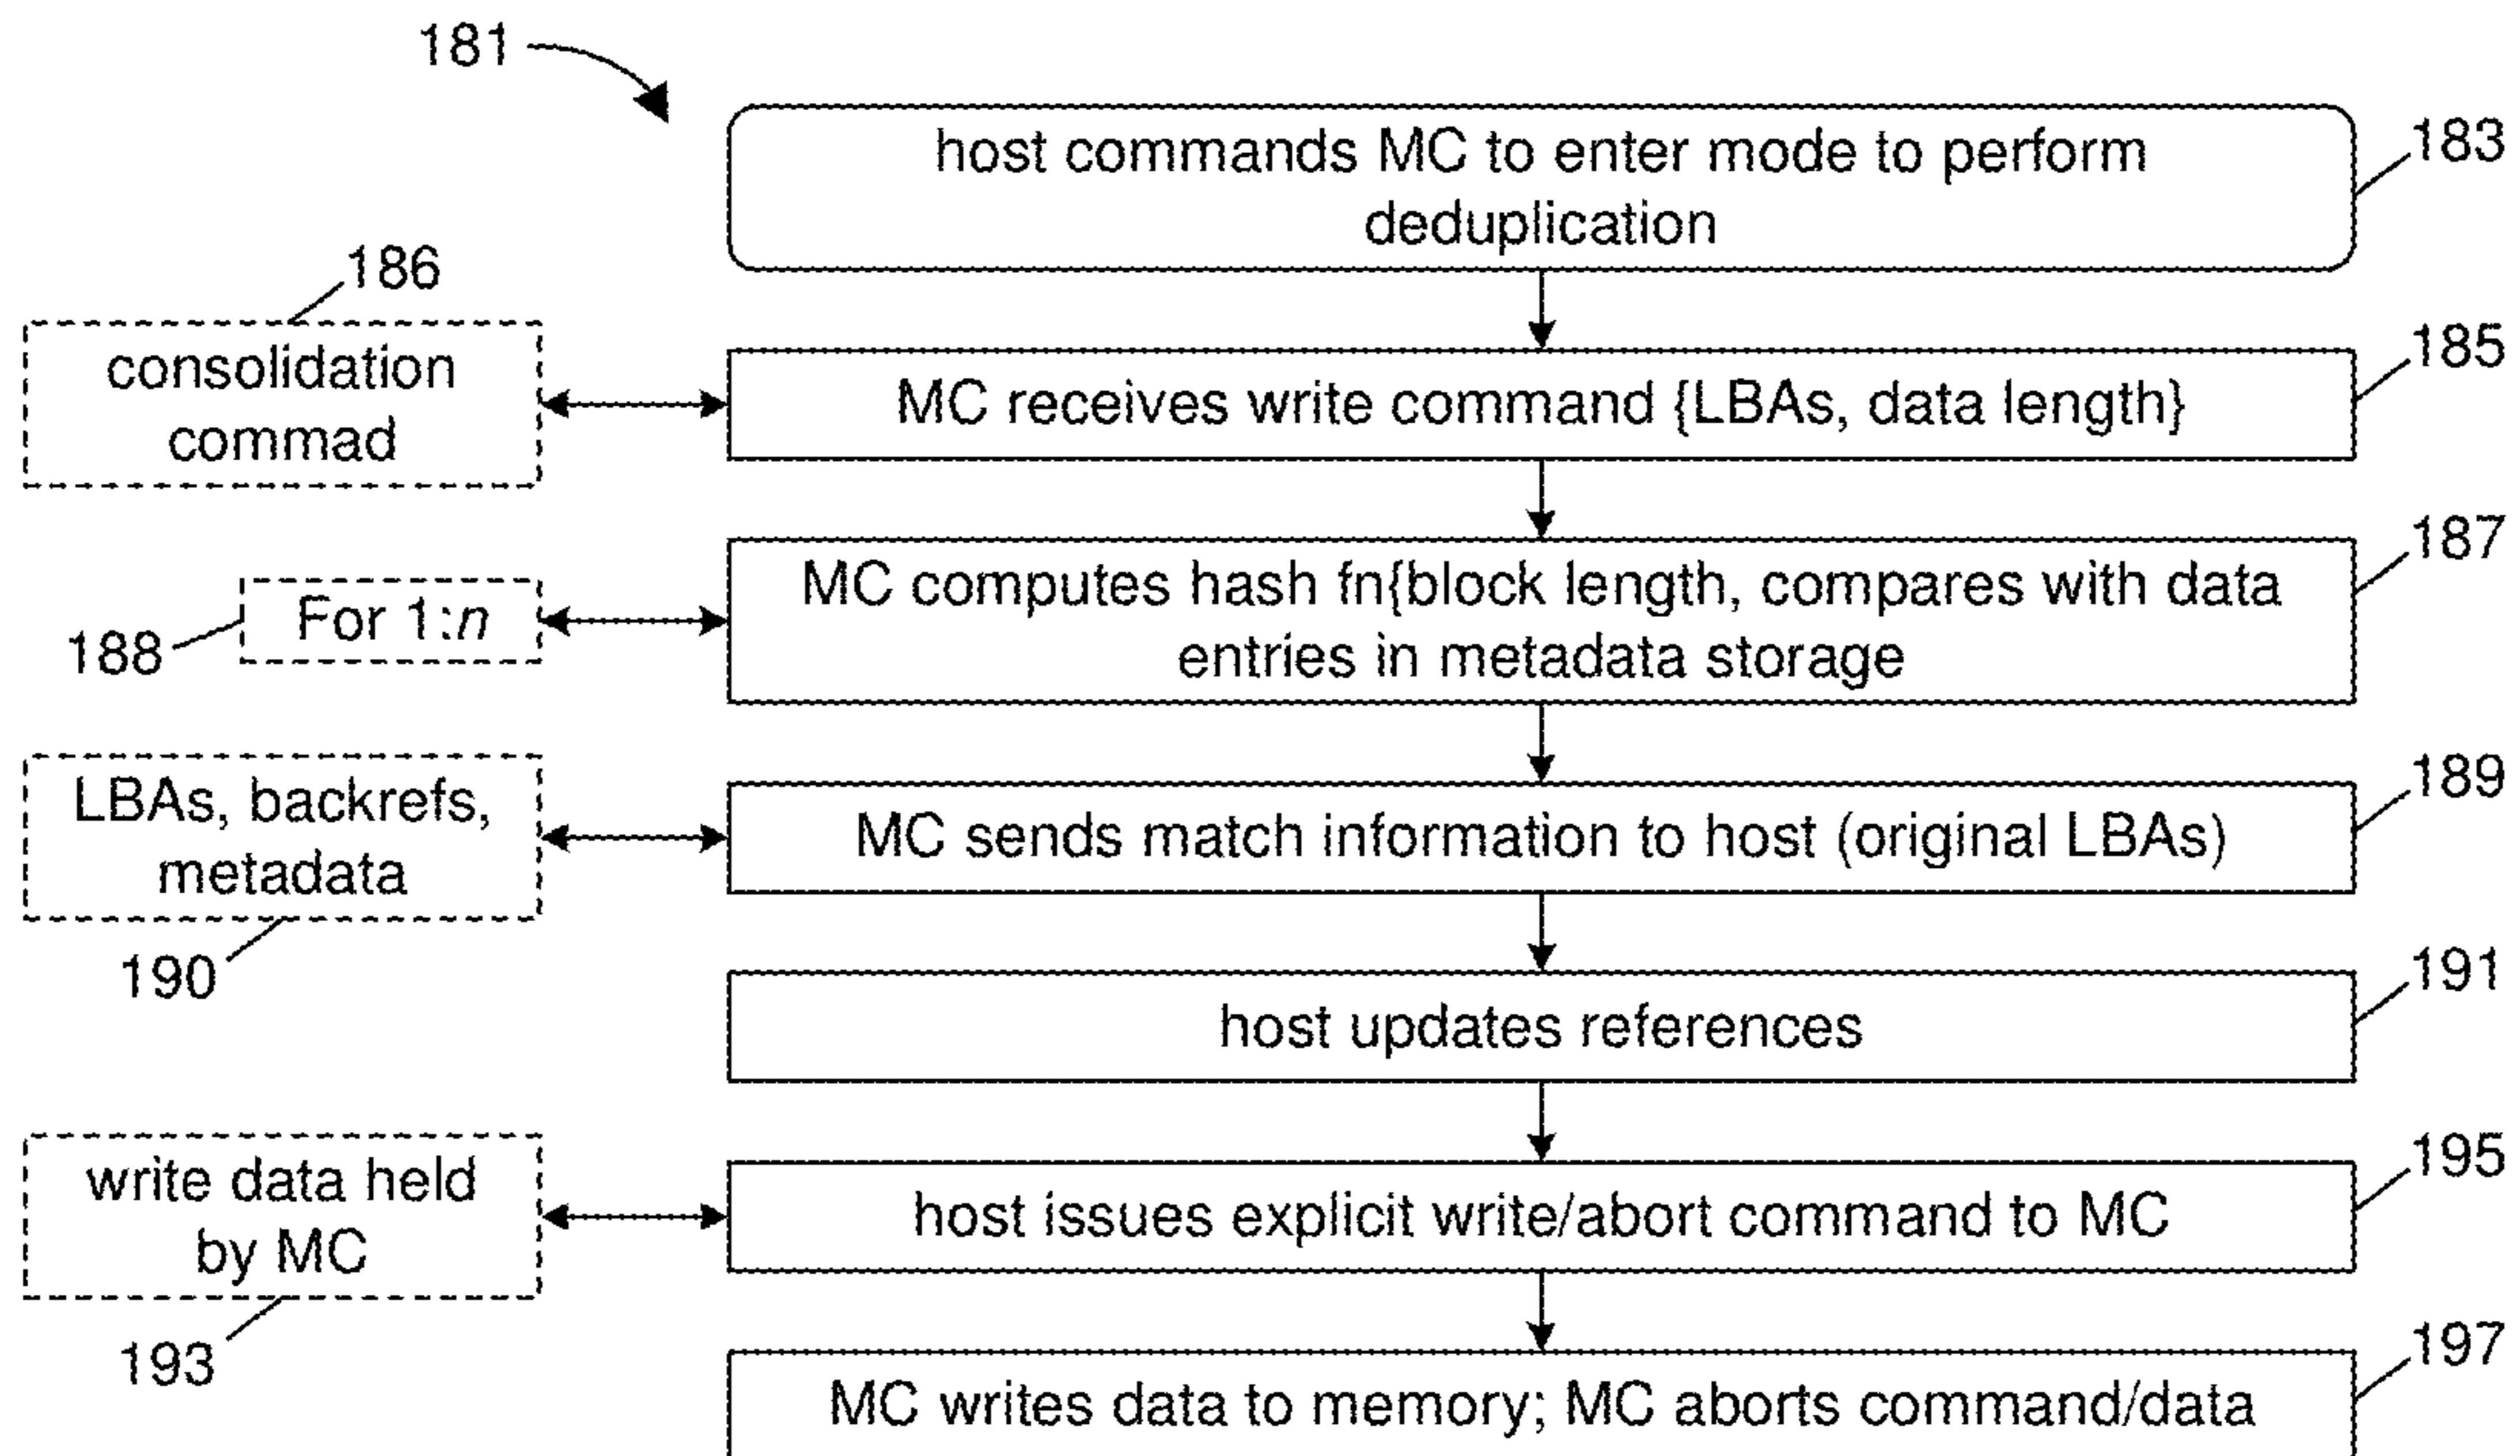 181
host commands MC to enter mode to perform
deduplication
183
186
consolidation
commad
MC receives write command {LBAs, data length}
185
For 1:n
188
MC computes hash fn{block length, compares with data
entries in metadata storage
187
LBAs, backrefs,
metadata
190
MC sends match information to host (original LBAs)
189
host updates references
191
write data held
by MC
193
host issues explicit write/abort command to MC
195
MC writes data to memory; MC aborts command/data
197